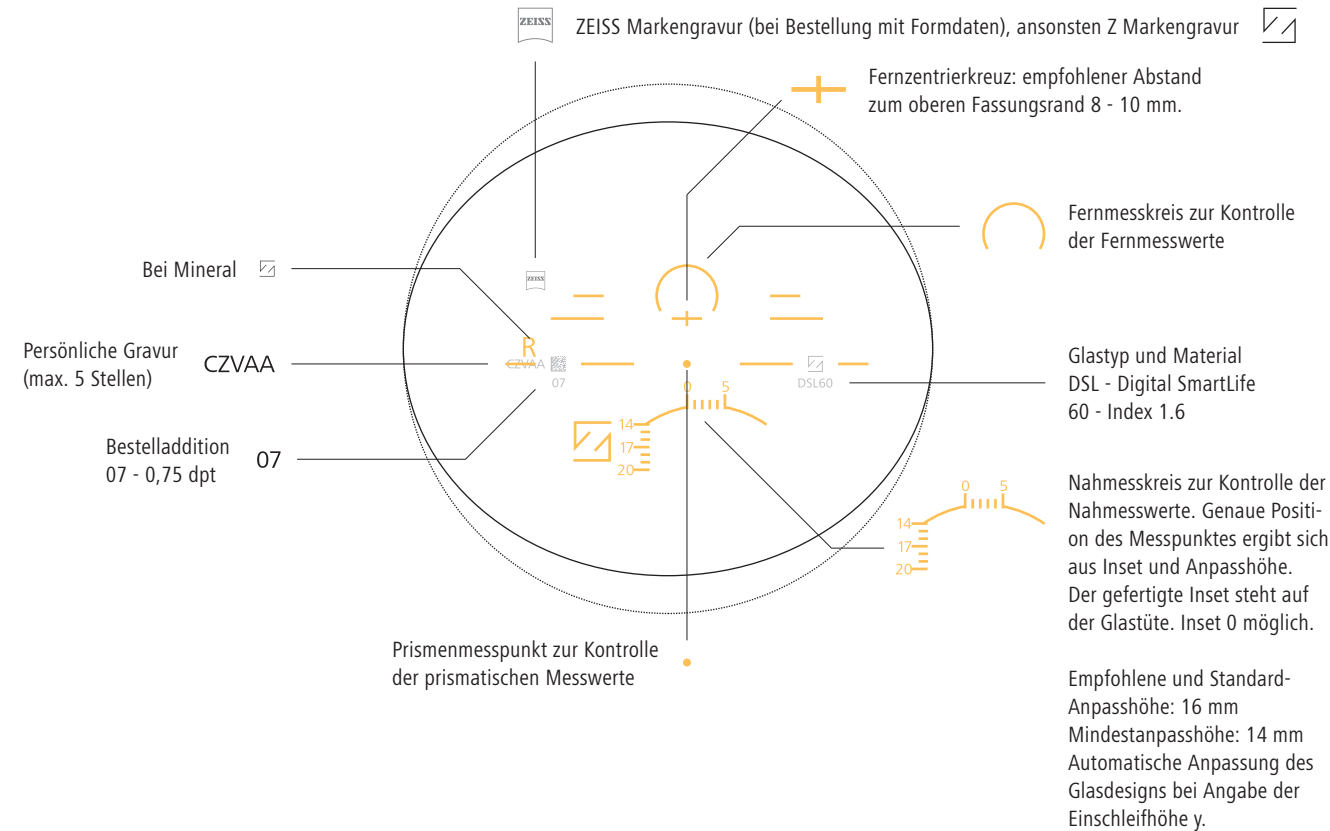 ZEISS
ZEISS Markengravur (bei Bestellung mit Formdaten), ansonsten Z Markengravur
Fernzentrierkreuz: empfohlener Abstand
zum oberen Fassungsrand 8 - 10 mm.
Fernmesskreis zur Kontrolle
der Fernmesswerte
Bei Mineral
ZEISS
R
Persönliche Gravur
(max. 5 Stellen)
CZVAA
CZVAA
07
DSL60
Glastyp und Material
DSL - Digital SmartLife
60 - Index 1.6
0 5
14
17
20
Bestelladdition
07 - 0,75 dpt
07
0 5
14
17
20
Nahmesskreis zur Kontrolle der
Nahmesswerte. Genaue Positi-
on des Messpunktes ergibt sich
aus Inset und Anpasshöhe.
Der gefertigte Inset steht auf
der Glastüte. Inset 0 möglich.
Prismenmesspunkt zur Kontrolle
der prismatischen Messwerte
Empfohlene und Standard-
Anpasshöhe: 16 mm
Mindestanpasshöhe: 14 mm
Automatische Anpassung des
Glasdesigns bei Angabe der
Einschleifhöhe y.